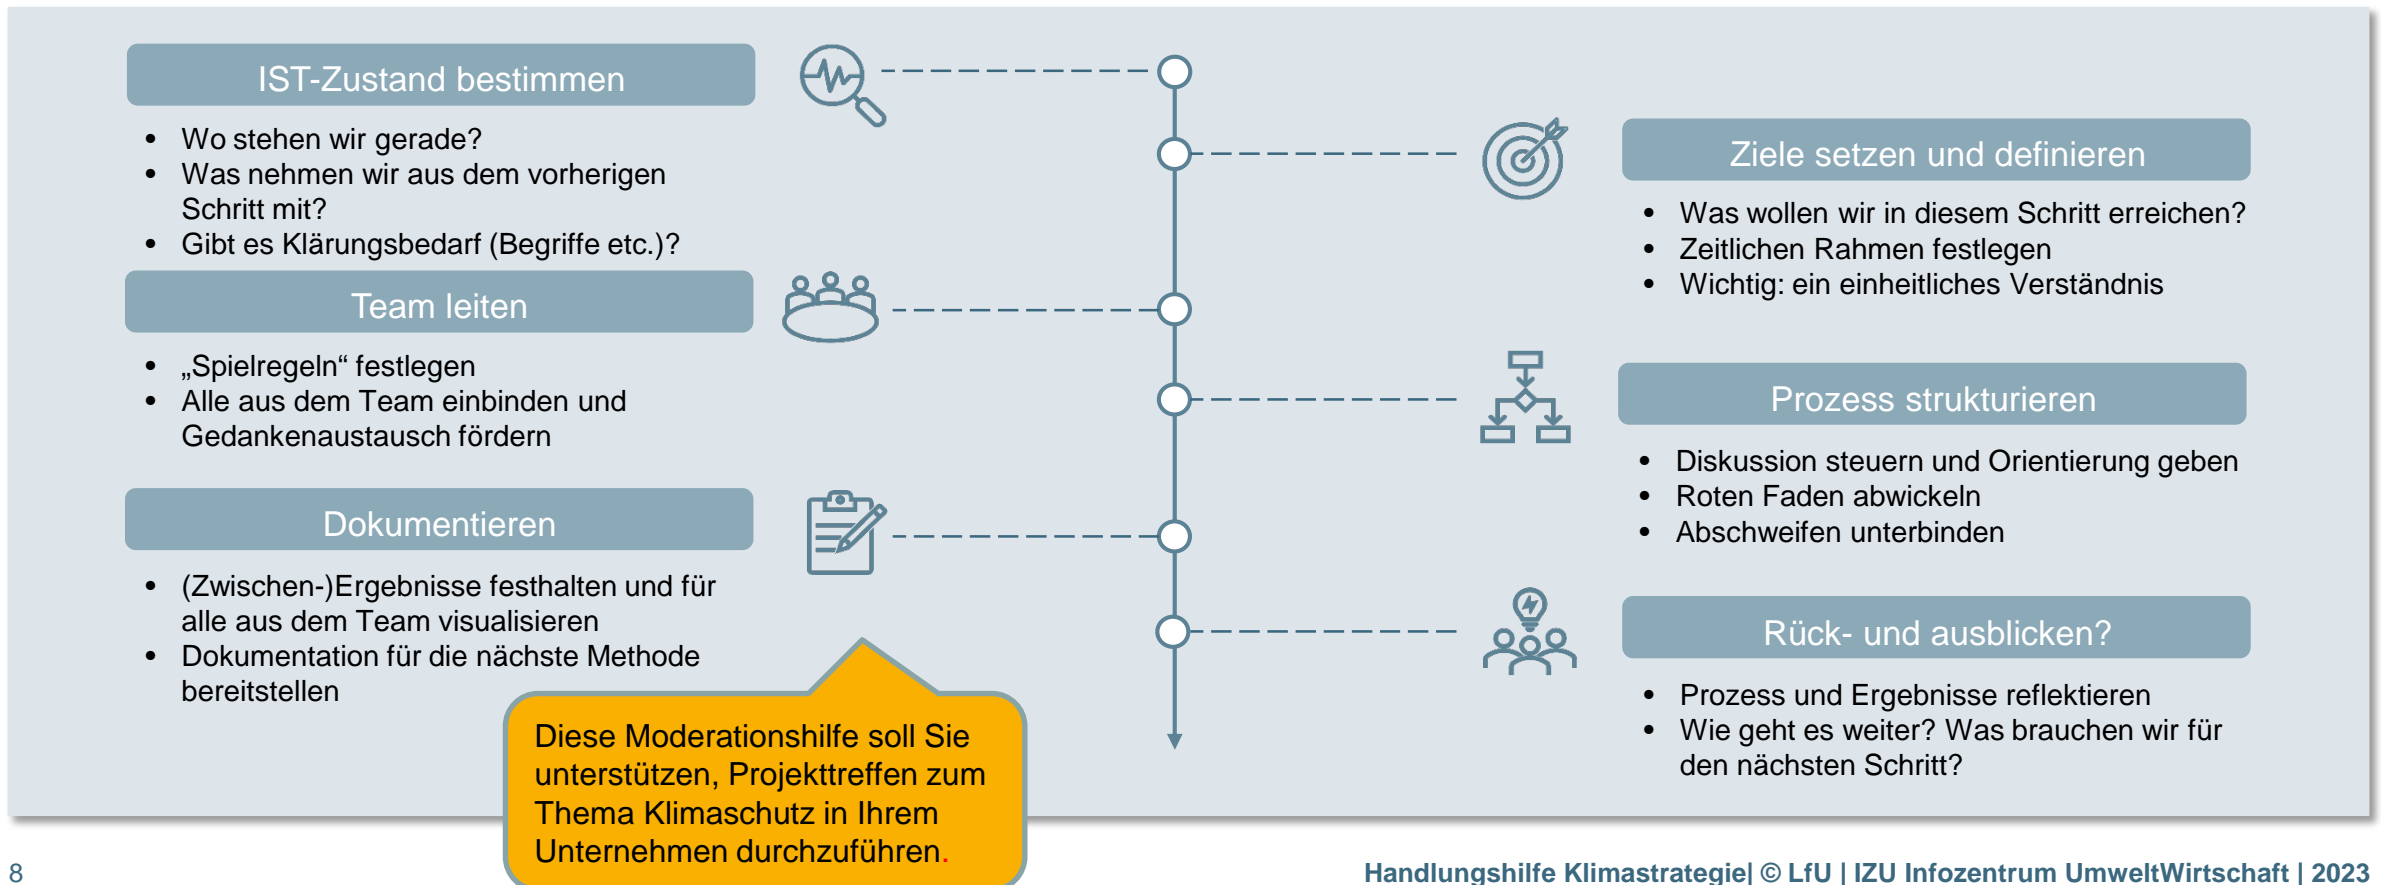 IST-Zustand bestimmen
• Wo stehen wir gerade?
• Was nehmen wir aus dem vorherigen
Schritt mit?
• Gibt es Klärungsbedarf (Begriffe etc.)?
Ziele setzen und definieren
• Was wollen wir in diesem Schritt erreichen?
• Zeitlichen Rahmen festlegen
• Wichtig: ein einheitliches Verständnis
Team leiten
• „Spielregeln“ festlegen
• Alle aus dem Team einbinden und
Gedankenaustausch fördern
Prozess strukturieren
• Diskussion steuern und Orientierung geben
• Roten Faden abwickeln
• Abschweifen unterbinden
Dokumentieren
• (Zwischen-)Ergebnisse festhalten und für
alle aus dem Team visualisieren
• Dokumentation für die nächste Methode
bereitstellen
Rück- und ausblicken?
• Prozess und Ergebnisse reflektieren
• Wie geht es weiter? Was brauchen wir für
den nächsten Schritt?
Diese Moderationshilfe soll Sie
unterstützen, Projekttreffen zum
Thema Klimaschutz in Ihrem
Unternehmen durchzuführen.
8
Handlungshilfe Klimastrategie| © LfU | IZU Infozentrum UmweltWirtschaft | 2023